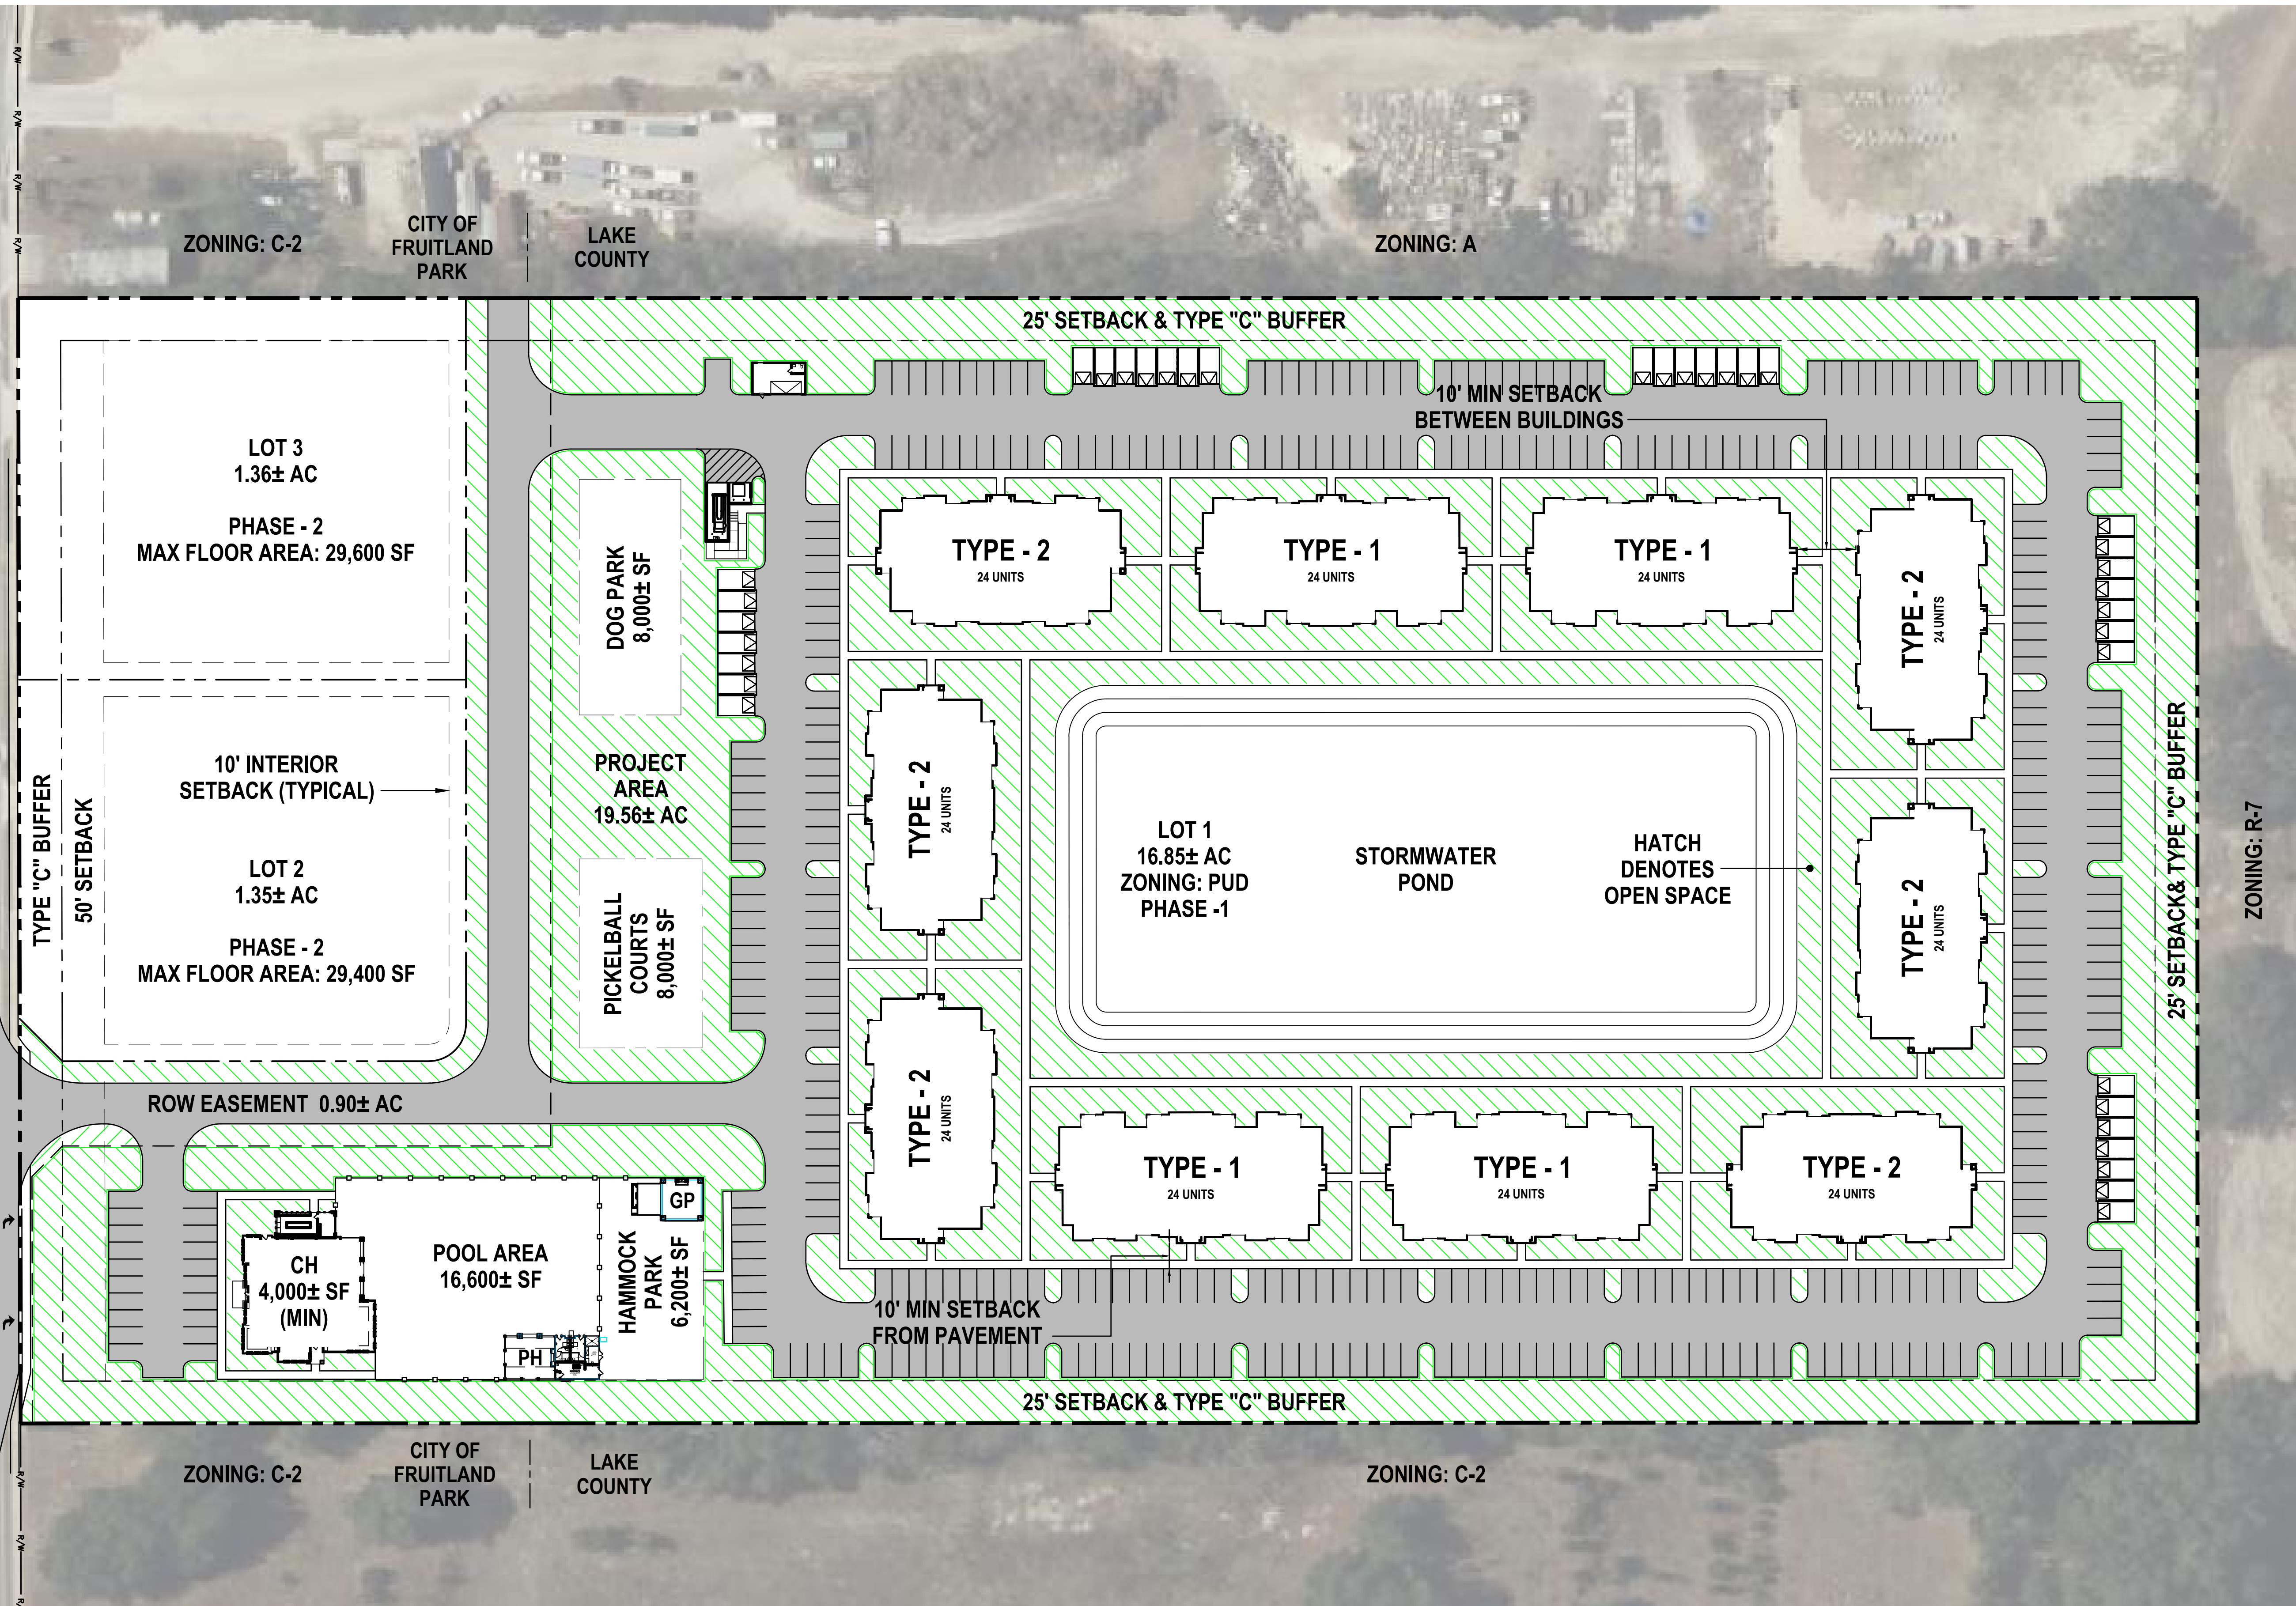 R/W
R/W
R/W
R/W
ZONING: C-2
CITY OF
FRUITLAND
PARK
LAKE
COUNTY
ZONING: A
25' SETBACK & TYPE "C" BUFFER
10' MIN SETBACK
BETWEEN BUILDINGS
LOT 3
1.36± AC
PHASE - 2
MAX FLOOR AREA: 29,600 SF
DOG PARK
8,000± SF
TYPE - 2
24 UNITS
TYPE - 1
24 UNITS
TYPE - 1
24 UNITS
TYPE - 2
24 UNITS
TYPE "C" BUFFER
50' SETBACK
10' INTERIOR
SETBACK (TYPICAL)
LOT 2
1.35± AC
PHASE - 2
MAX FLOOR AREA: 29,400 SF
PROJECT
AREA
19.56± AC
PICKELBALL
COURTS
8,000± SF
TYPE - 2
24 UNITS
LOT 1
16.85± AC
ZONING: PUD
PHASE -1
STORMWATER
POND
HATCH
DENOTES
OPEN SPACE
TYPE - 2
24 UNITS
25' SETBACK& TYPE "C" BUFFER
ZONING: R-7
ROW EASEMENT 0.90± AC
TYPE - 2
24 UNITS
TYPE - 1
24 UNITS
TYPE - 1
24 UNITS
TYPE - 2
24 UNITS
CH
4,000± SF
(MIN)
POOL AREA
16,600± SF
GP
HAMMOCK
PARK
6,200± SF
PH
10' MIN SETBACK
FROM PAVEMENT
25' SETBACK & TYPE "C" BUFFER
ZONING: C-2
CITY OF
FRUITLAND
PARK
LAKE
COUNTY
ZONING: C-2
R/W
R/W